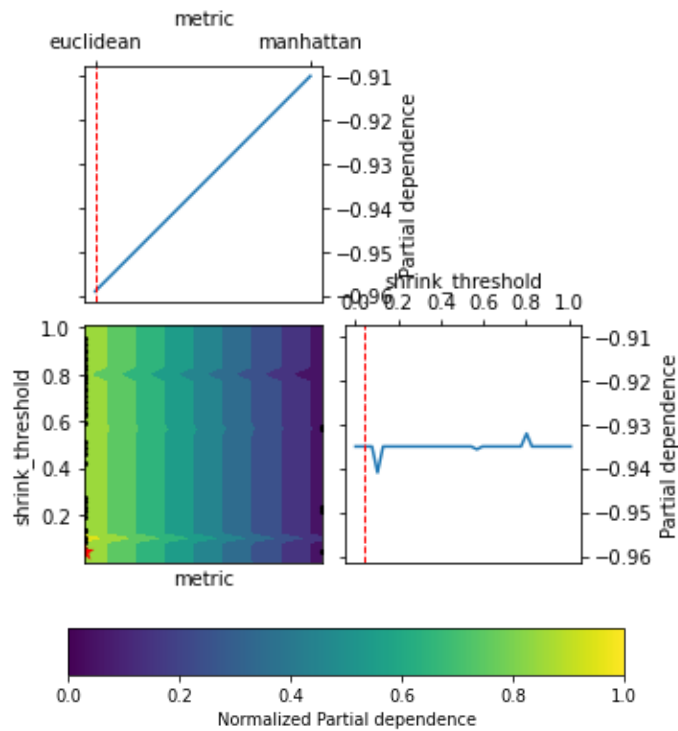 metric
euclidean manhattan
−0.91
−0.92
−0.93
−0.94
−0.95
−0.96
Partial dependence
shrink_threshold
0.0 0.2 0.4 0.6 0.8 1.0
1.0
0.8
0.6
0.4
0.2
shrink_threshold
metric
−0.91
−0.92
−0.93
−0.94
−0.95
−0.96
Partial dependence
0.0 0.2 0.4 0.6 0.8 1.0
Normalized Partial dependence